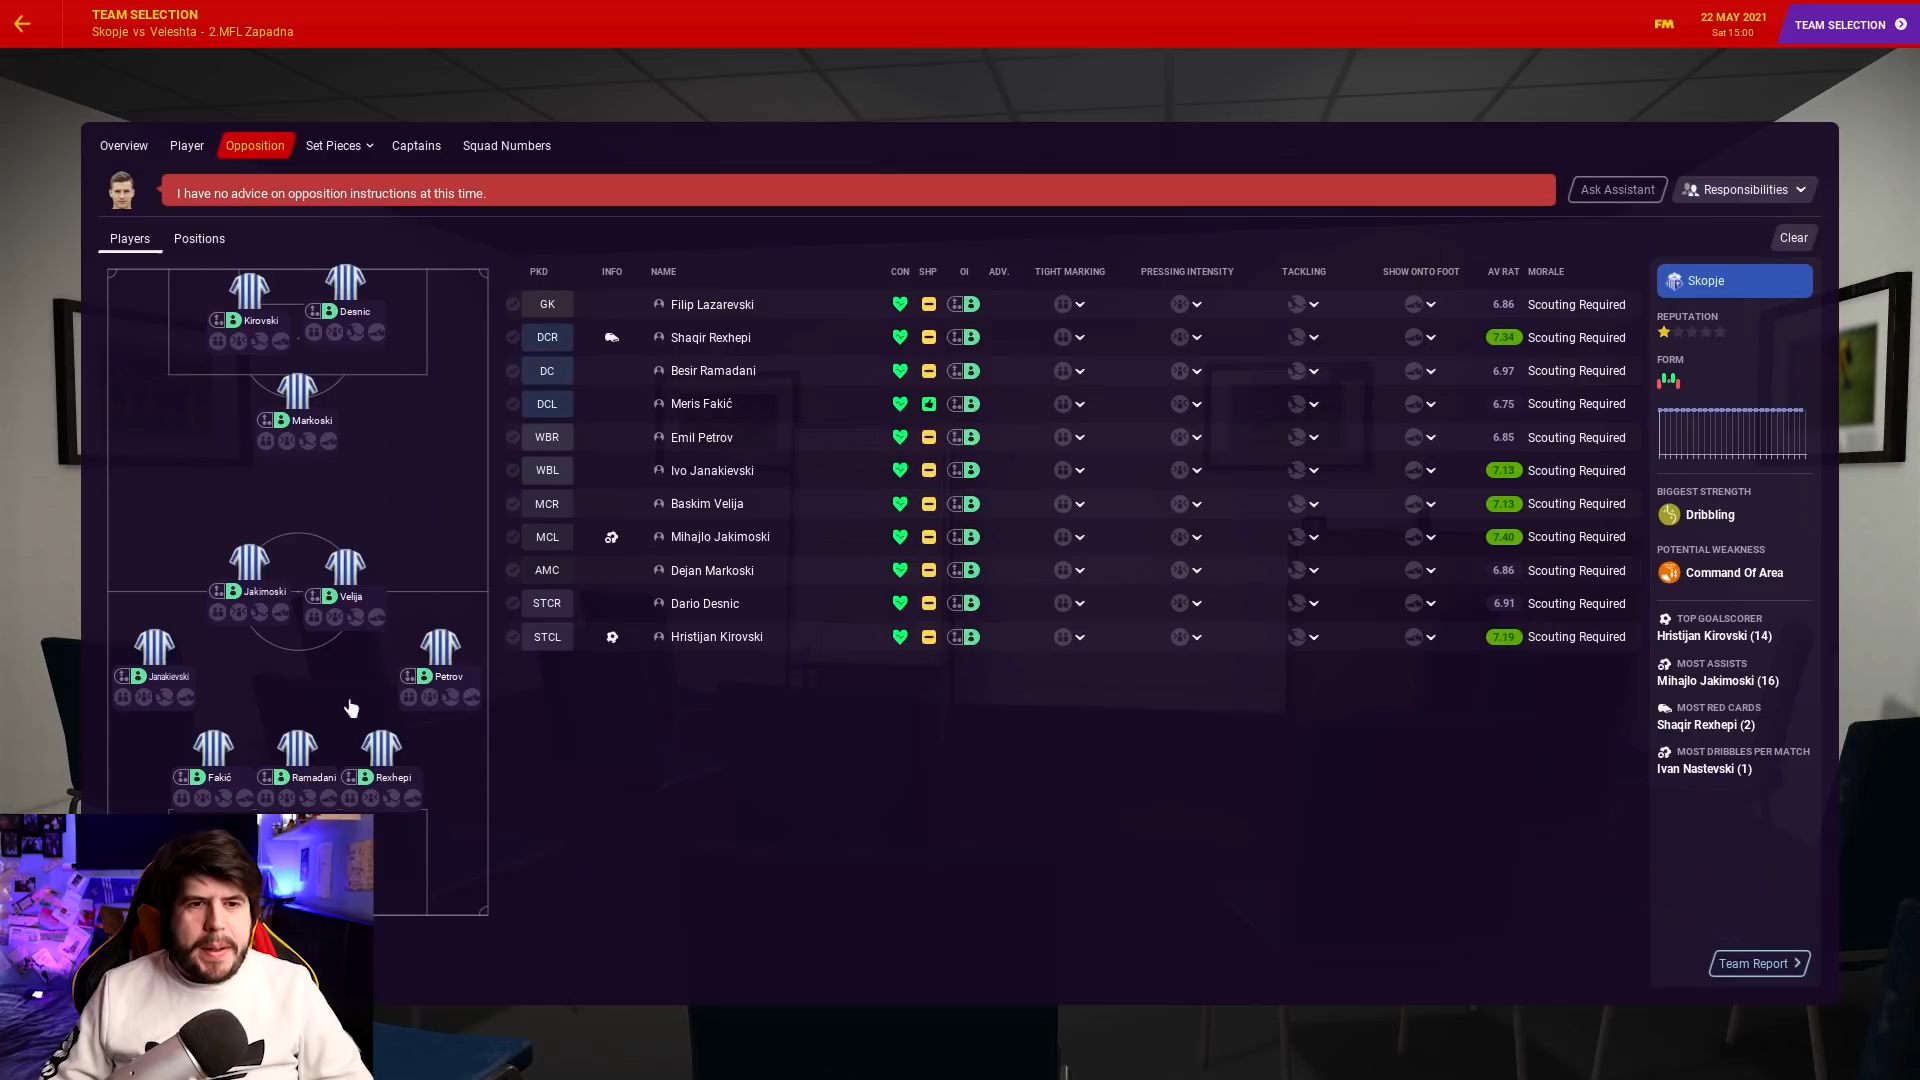 TEAM SELECTION
Skopje vs Veleshta - 2.MFL Zapadna
FM
22 MAY 2021
Sat 15:00
TEAM SELECTION
Overview
Player
Opposition
Set Pieces
Captains
Squad Numbers
I have no advice on opposition instructions at this time.
Ask Assistant
Responsibilities
Players
Positions
Clear
Kirovski
Desnic
Markoski
Jakimoski
Velija
Janakievski
Petrov
Fakić
Ramadani
Rexhepi
PKD INFO NAME CON SHP OI ADV. TIGHT MARKING PRESSING INTENSITY TACKLING SHOW ONTO FOOT AV RAT MORALE
GK Filip Lazarevski 6.86 Scouting Required
DCR Shaqir Rexhepi 7.34 Scouting Required
DC Besir Ramadani 6.97 Scouting Required
DCL Meris Fakić 6.75 Scouting Required
WBR Emil Petrov 6.85 Scouting Required
WBL Ivo Janakievski 7.13 Scouting Required
MCR Baskim Velija 7.13 Scouting Required
MCL Mihajlo Jakimoski 7.40 Scouting Required
AMC Dejan Markoski 6.86 Scouting Required
STCR Dario Desnic 6.91 Scouting Required
STCL Hristijan Kirovski 7.19 Scouting Required
Skopje
REPUTATION
FORM
BIGGEST STRENGTH
Dribbling
POTENTIAL WEAKNESS
Command Of Area
TOP GOALSCORER
Hristijan Kirovski (14)
MOST ASSISTS
Mihajlo Jakimoski (16)
MOST RED CARDS
Shaqir Rexhepi (2)
MOST DRIBBLES PER MATCH
Ivan Nastevski (1)
Team Report